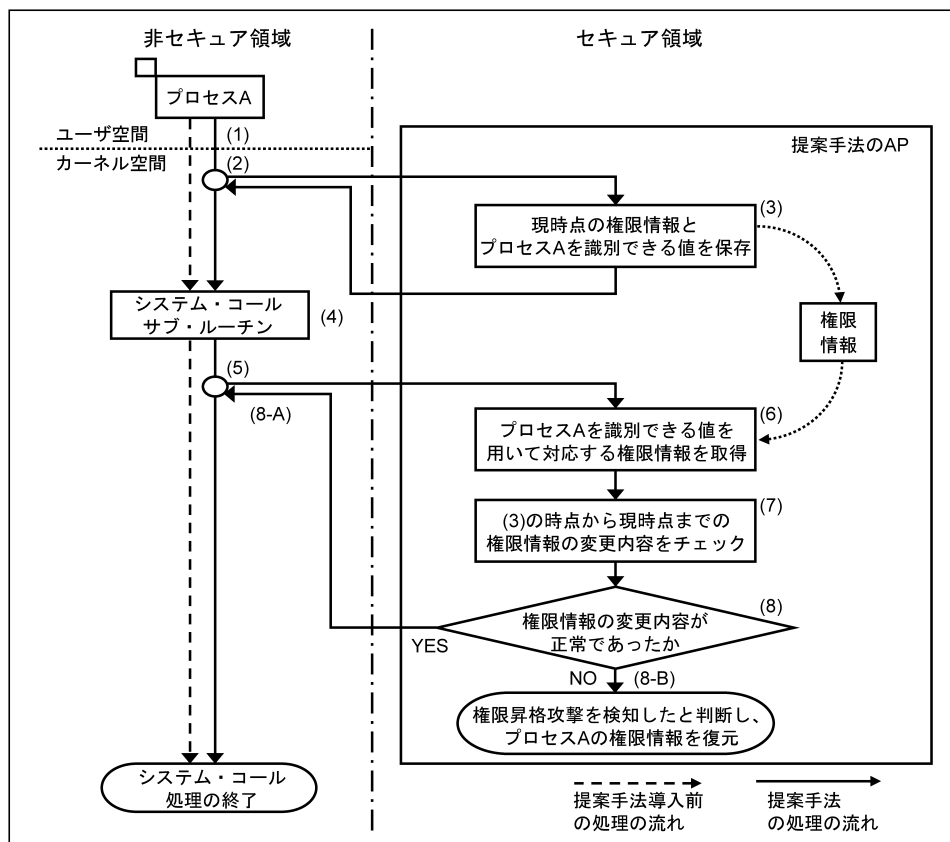 非セキュア領域
セキュア領域
プロセスA
ユーザ空間
(1)
カーネル空間
(2)
提案手法のAP
現時点の権限情報と
プロセスAを識別できる値を保存
(3)
権限
情報
システム・コール
サブ・ルーチン
(4)
(5)
(8-A)
プロセスAを識別できる値を
用いて対応する権限情報を取得
(6)
(3)の時点から現時点までの
権限情報の変更内容をチェック
(7)
権限情報の変更内容が
正常であったか
(8)
YES
NO
(8-B)
権限昇格攻撃を検知したと判断し、
プロセスAの権限情報を復元
システム・コール
処理の終了
提案手法導入前
の処理の流れ
提案手法
の処理の流れ